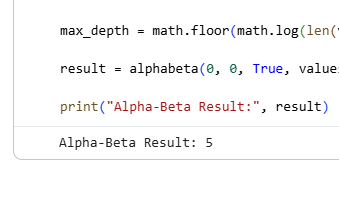 max_depth = math.floor(math.log(len(
result = alphabeta(0, 0, True, value
print("Alpha-Beta Result:", result)
Alpha-Beta Result: 5